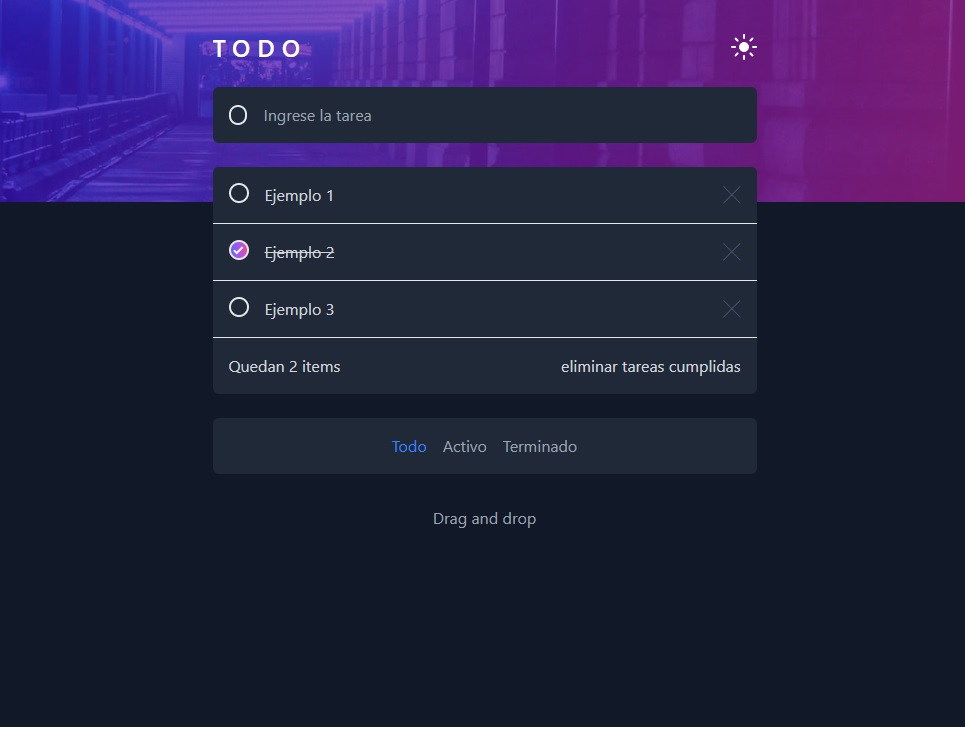 TODO
Ingrese la tarea
Ejemplo 1
Ejemplo 2
Ejemplo 3
Quedan 2 items eliminar tareas cumplidas
Todo Activo Terminado
Drag and drop